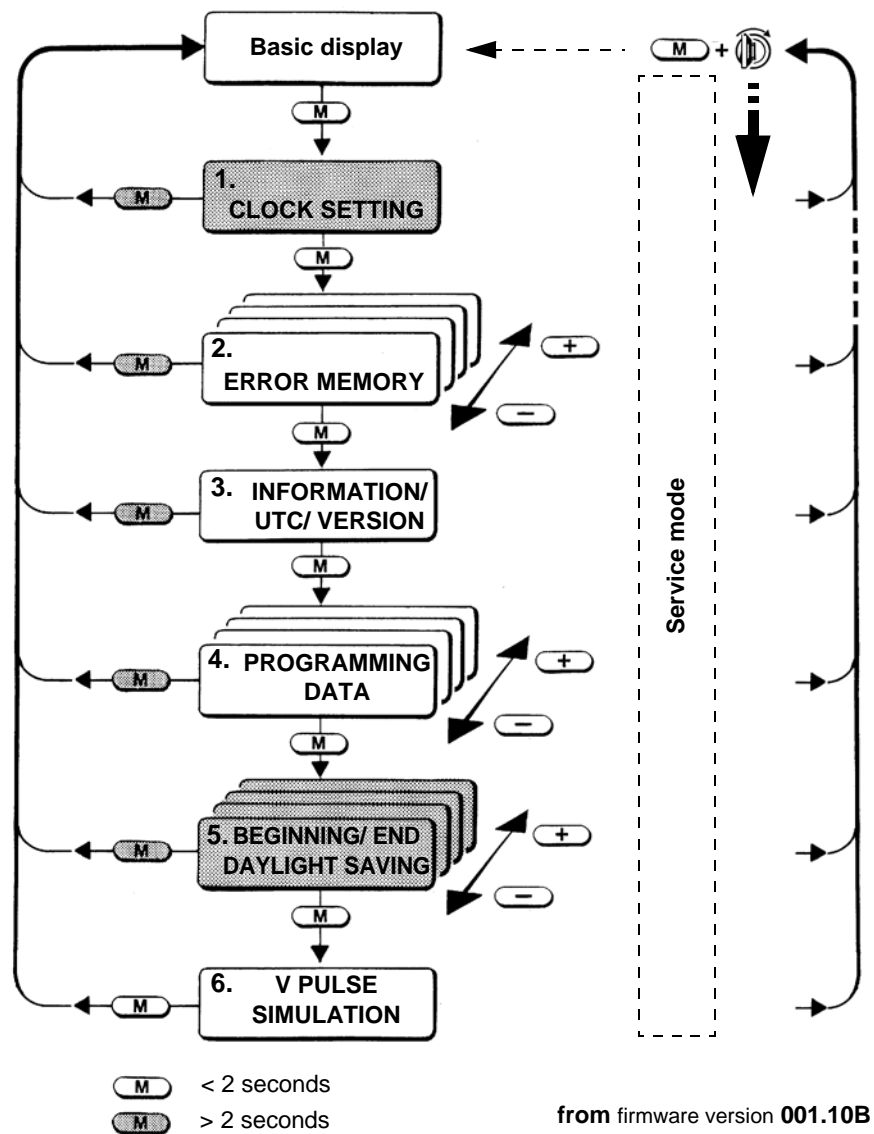 Basic display
M +
M
1.
CLOCK SETTING
M
M
2.
ERROR MEMORY
M
+
−
M
3. INFORMATION/
UTC/ VERSION
M
M
4. PROGRAMMING
DATA
M
+
−
M
5. BEGINNING/ END
DAYLIGHT SAVING
M
+
−
M
6. V PULSE
SIMULATION
M
Service mode
M < 2 seconds
M > 2 seconds
from firmware version 001.10B